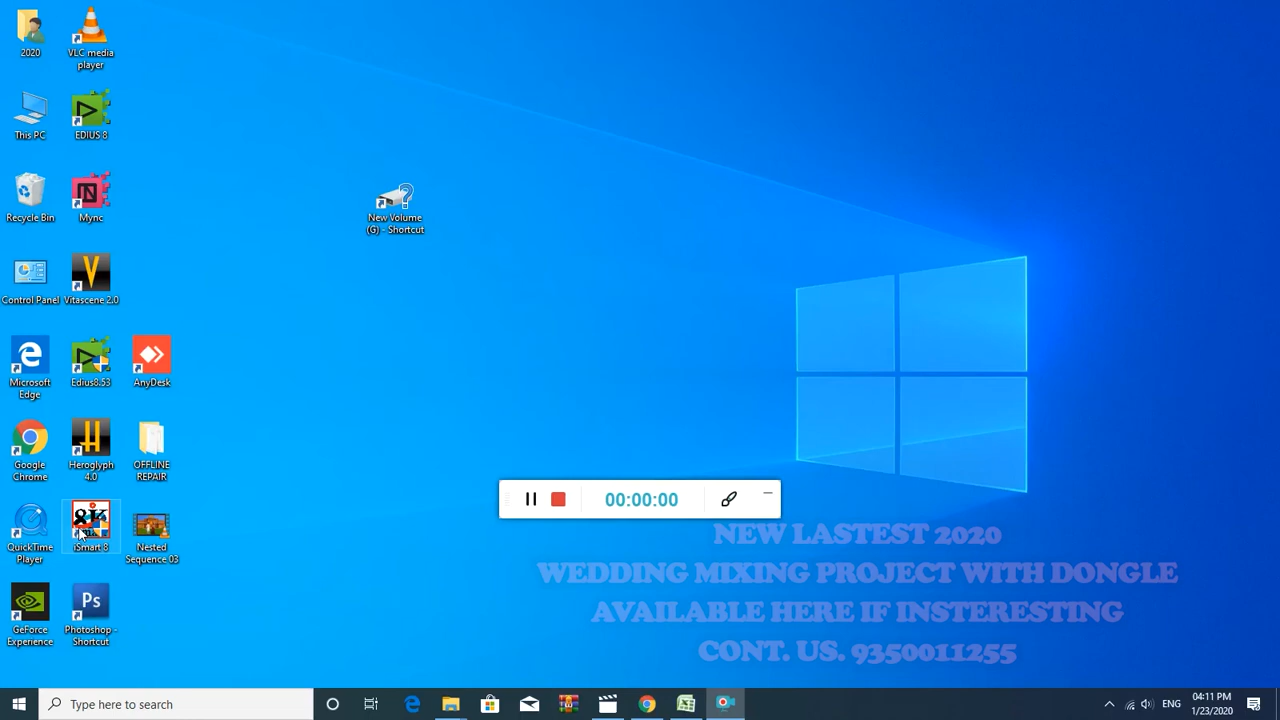 2020
VLC media
player
This PC
EDIUS 8
Recycle Bin
Mync
New Volume
(G) - Shortcut
Control Panel
Vitascene 2.0
Microsoft
Edge
Edius8.53
AnyDesk
Google
Chrome
Heroglyph
4.0
OFFLINE
REPAIR
QuickTime
Player
iSmart 8
Nested
Sequence 03
GeForce
Experience
Ps
Photoshop -
Shortcut
00:00:00
NEW LASTEST 2020
WEDDING MIXING PROJECT WITH DONGLE
AVAILABLE HERE IF INSTERESTING
CONT. US. 9350011255
Type here to search
ENG
04:11 PM
1/23/2020